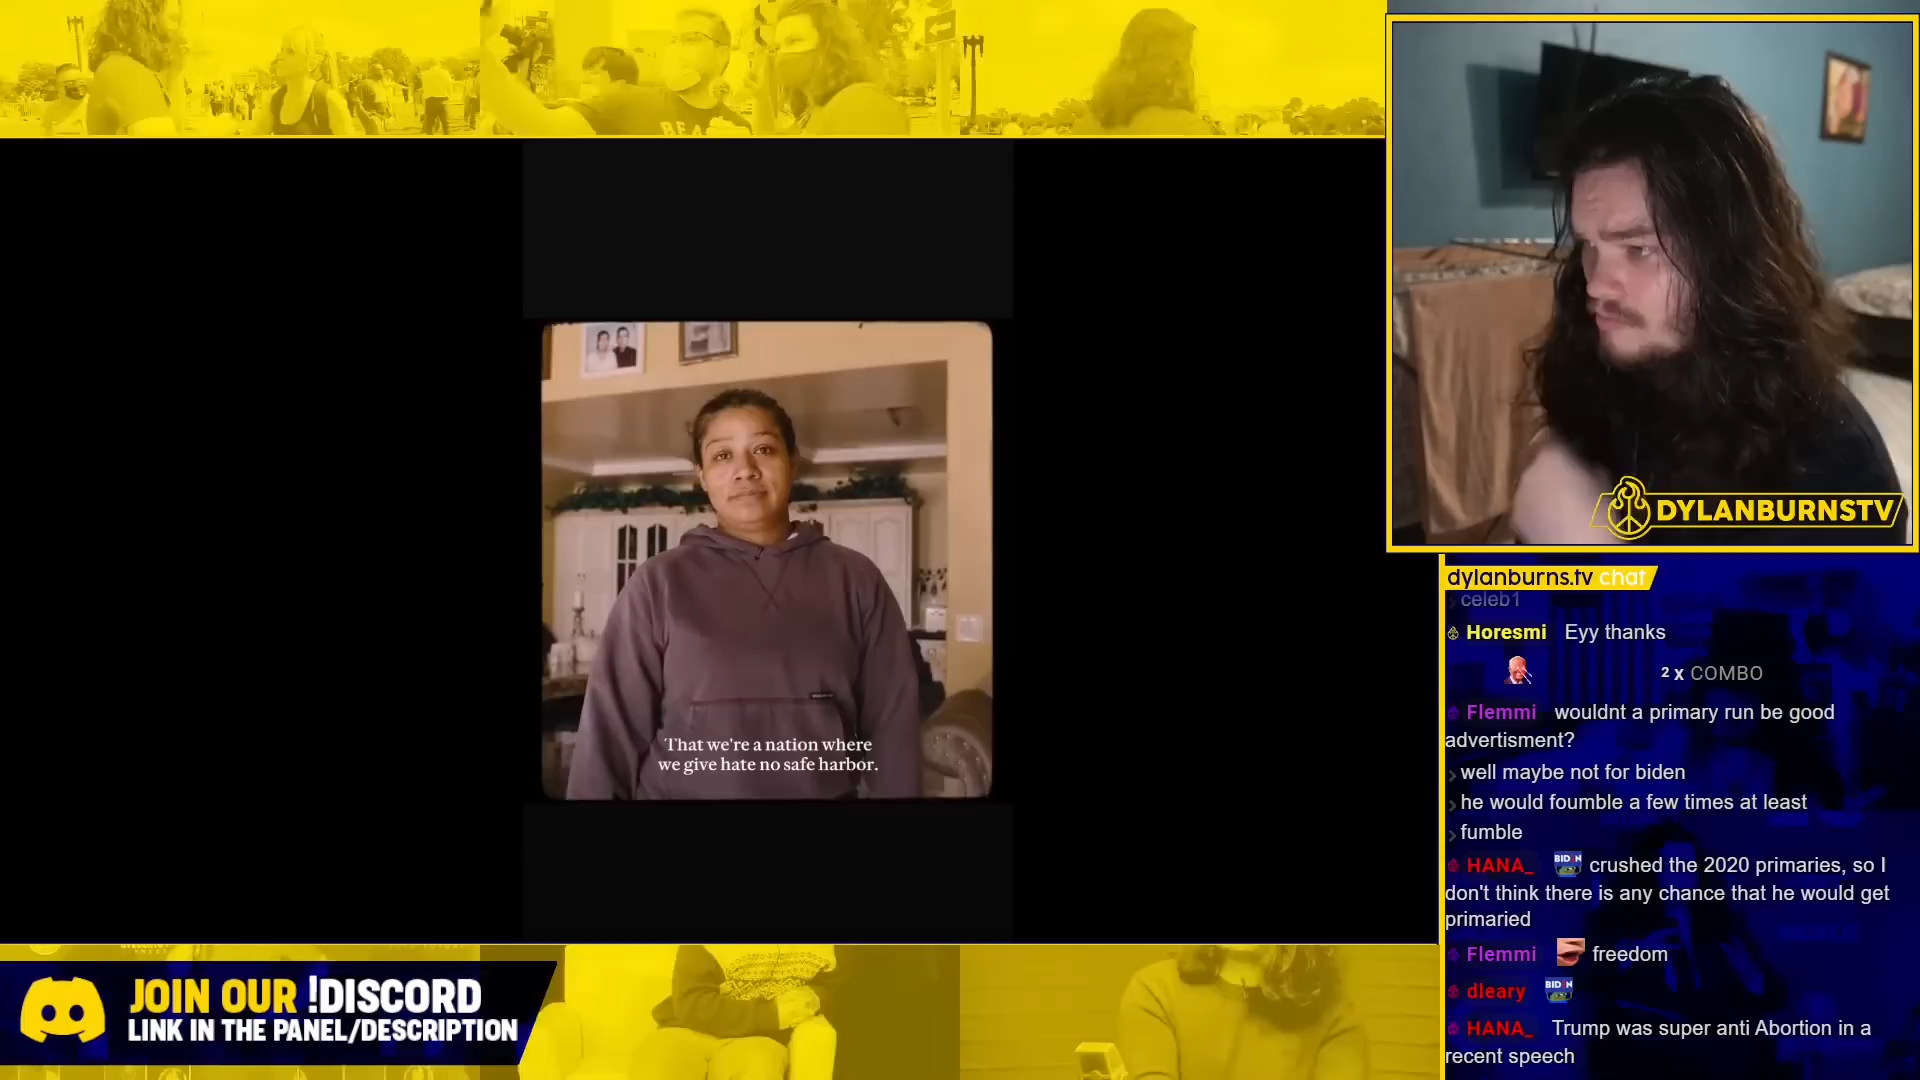 That we're a nation where
we give hate no safe harbor.
DYLANBURNSTV
dylanburns.tv chat
celeb1
Horesmi Eyy thanks
2 x COMBO
Flemmi wouldnt a primary run be good
advertisment?
well maybe not for biden
he would foumble a few times at least
fumble
HANA_ BIDEN crushed the 2020 primaries, so I
don't think there is any chance that he would get
primaried
Flemmi freedom
dleary BIDEN
HANA_ Trump was super anti Abortion in a
recent speech
JOIN OUR !DISCORD
LINK IN THE PANEL/DESCRIPTION